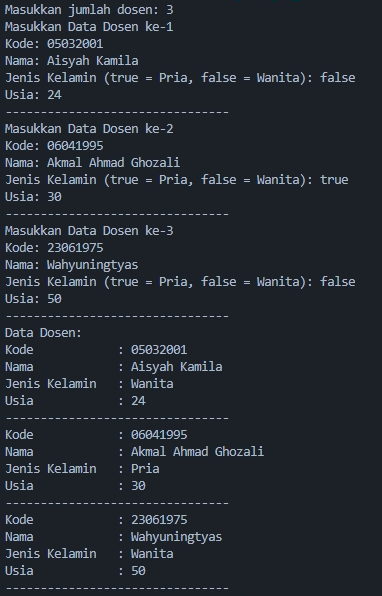 Masukkan jumlah dosen: 3
Masukkan Data Dosen ke-1
Kode: 05032001
Nama: Aisyah Kamila
Jenis Kelamin (true = Pria, false = Wanita): false
Usia: 24
--------------------------------
Masukkan Data Dosen ke-2
Kode: 06041995
Nama: Akmal Ahmad Ghozali
Jenis Kelamin (true = Pria, false = Wanita): true
Usia: 30
--------------------------------
Masukkan Data Dosen ke-3
Kode: 23061975
Nama: Wahyuningtyas
Jenis Kelamin (true = Pria, false = Wanita): false
Usia: 50
--------------------------------
Data Dosen:
Kode            : 05032001
Nama            : Aisyah Kamila
Jenis Kelamin   : Wanita
Usia            : 24
--------------------------------
Kode            : 06041995
Nama            : Akmal Ahmad Ghozali
Jenis Kelamin   : Pria
Usia            : 30
--------------------------------
Kode            : 23061975
Nama            : Wahyuningtyas
Jenis Kelamin   : Wanita
Usia            : 50
--------------------------------